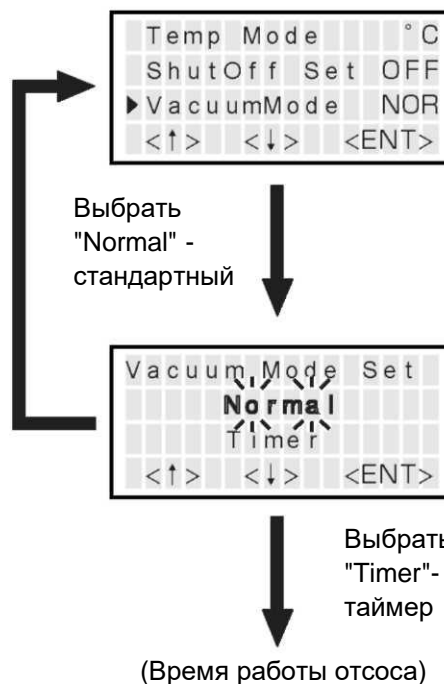 Temp Mode °C
ShutOff Set OFF
▶VacuumMode NOR
<↑> <↓> <ENT>
Выбрать
"Normal" -
стандартный
Vacuum Mode Set
Normal
Timer
<↑> <↓> <ENT>
Выбрать
"Timer"-
таймер
(Время работы отсоса)